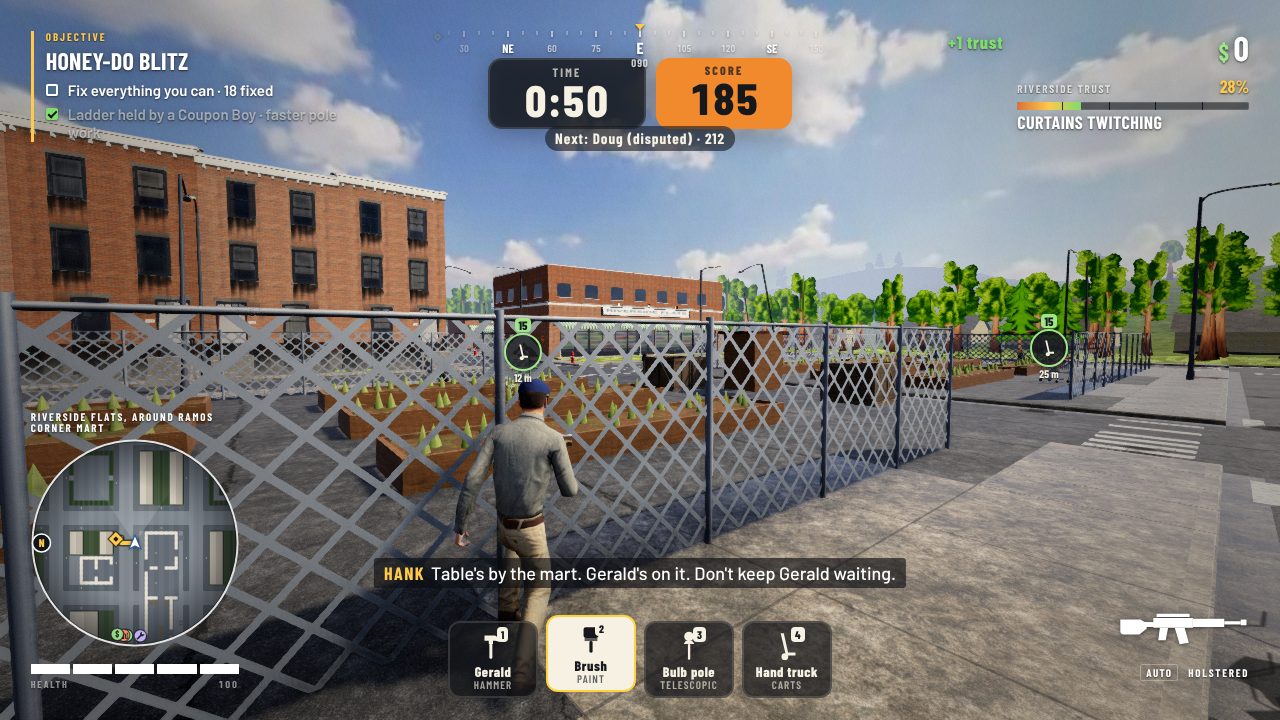 OBJECTIVE
HONEY-DO BLITZ
Fix everything you can · 18 fixed
Ladder held by a Coupon Boy · faster pole
work
30 NE 60 75 E 105 120 SE 150
090
TIME
0:50
SCORE
185
Next: Doug (disputed) · 212
+1 trust
$ 0
RIVERSIDE TRUST 28%
CURTAINS TWITCHING
RIVERSIDE FLATS
15
12 m
15
25 m
RIVERSIDE FLATS, AROUND RAMOS
CORNER MART
N
$
HANK Table's by the mart. Gerald's on it. Don't keep Gerald waiting.
1
Gerald
HAMMER
2
Brush
PAINT
3
Bulb pole
TELESCOPIC
4
Hand truck
CARTS
HEALTH 100
AUTO HOLSTERED